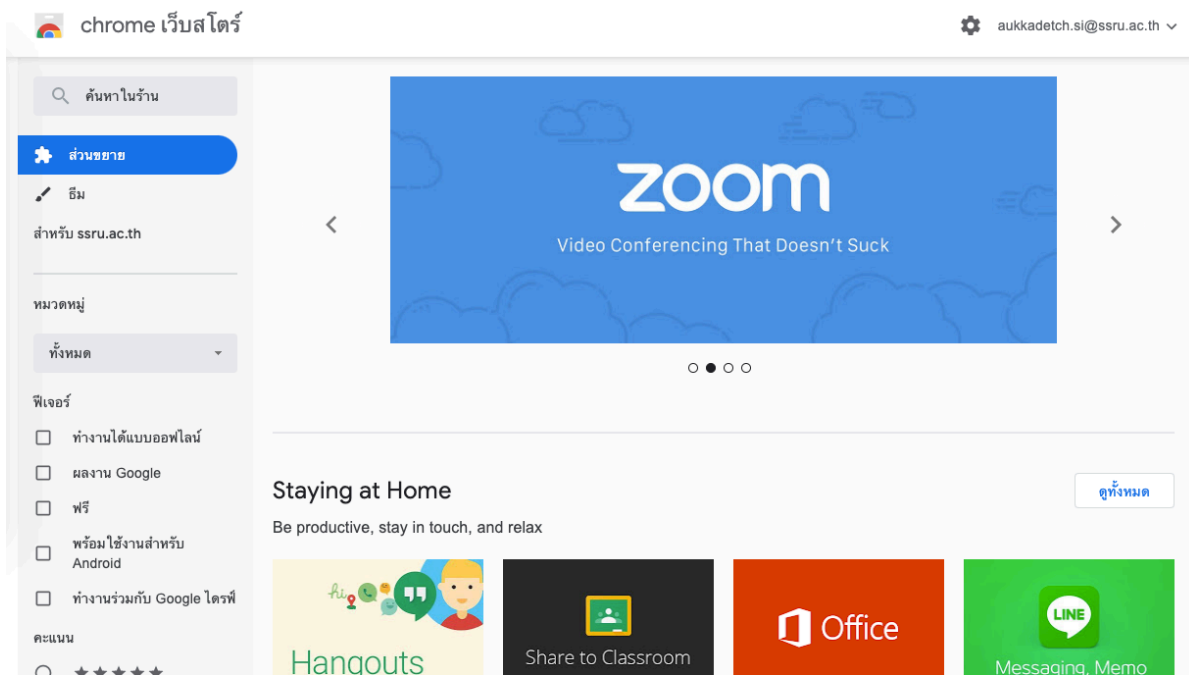 chrome เว็บสโตร์
aukkadetch.si@ssru.ac.th
ค้นหาในร้าน
ส่วนขยาย
ธีม
สำหรับ ssru.ac.th
หมวดหมู่
ทั้งหมด
ฟีเจอร์
ทำงานได้แบบออฟไลน์
ผลงาน Google
ฟรี
พร้อมใช้งานสำหรับ
Android
ทำงานร่วมกับ Google ไดรฟ์
คะแนน
zoom
Video Conferencing That Doesn't Suck
Staying at Home
ดูทั้งหมด
Be productive, stay in touch, and relax
hi
Hangouts
Share to Classroom
Office
LINE
Messaging, Memo